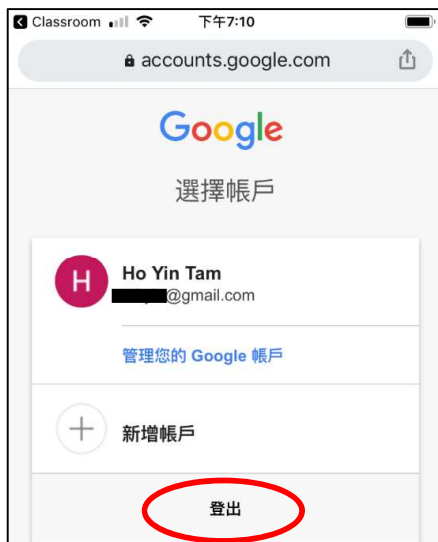 Classroom 下午7:10
accounts.google.com
Google
選擇帳戶
H
Ho Yin Tam
@gmail.com
管理您的 Google 帳戶
新增帳戶
登出